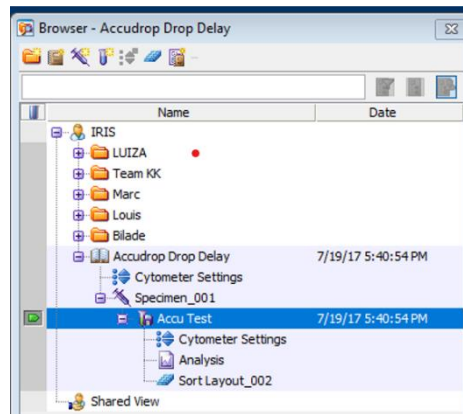 Browser - Accudrop Drop Delay
Name Date
IRIS
LUIZA
Team KK
Marc
Louis
Bilade
Accudrop Drop Delay 7/19/17 5:40:54 PM
Cytometer Settings
Specimen_001
Accu Test 7/19/17 5:40:54 PM
Cytometer Settings
Analysis
Sort Layout_002
Shared View